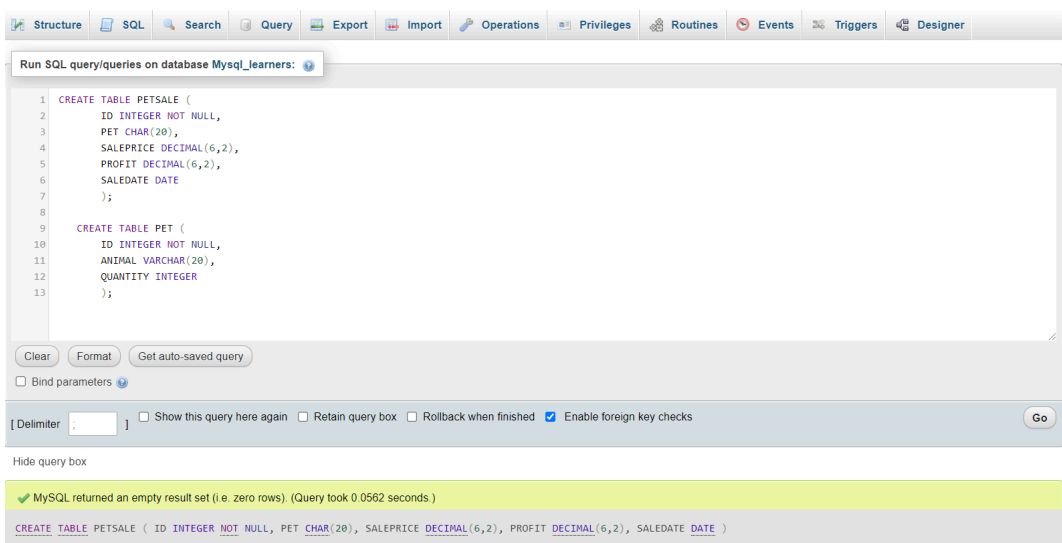 Structure SQL Search Query Export Import Operations Privileges Routines Events Triggers Designer
Run SQL query/queries on database Mysql_learners:
1 CREATE TABLE PETSALE (
2 ID INTEGER NOT NULL,
3 PET CHAR(20),
4 SALEPRICE DECIMAL(6,2),
5 PROFIT DECIMAL(6,2),
6 SALEDATE DATE
7 );
8
9 CREATE TABLE PET (
10 ID INTEGER NOT NULL,
11 ANIMAL VARCHAR(20),
12 QUANTITY INTEGER
13 );
Clear Format Get auto-saved query
Bind parameters
[ Delimiter ; ] Show this query here again Retain query box Rollback when finished Enable foreign key checks Go
Hide query box
MySQL returned an empty result set (i.e. zero rows). (Query took 0.0562 seconds.)
CREATE TABLE PETSALE ( ID INTEGER NOT NULL, PET CHAR(20), SALEPRICE DECIMAL(6,2), PROFIT DECIMAL(6,2), SALEDATE DATE )